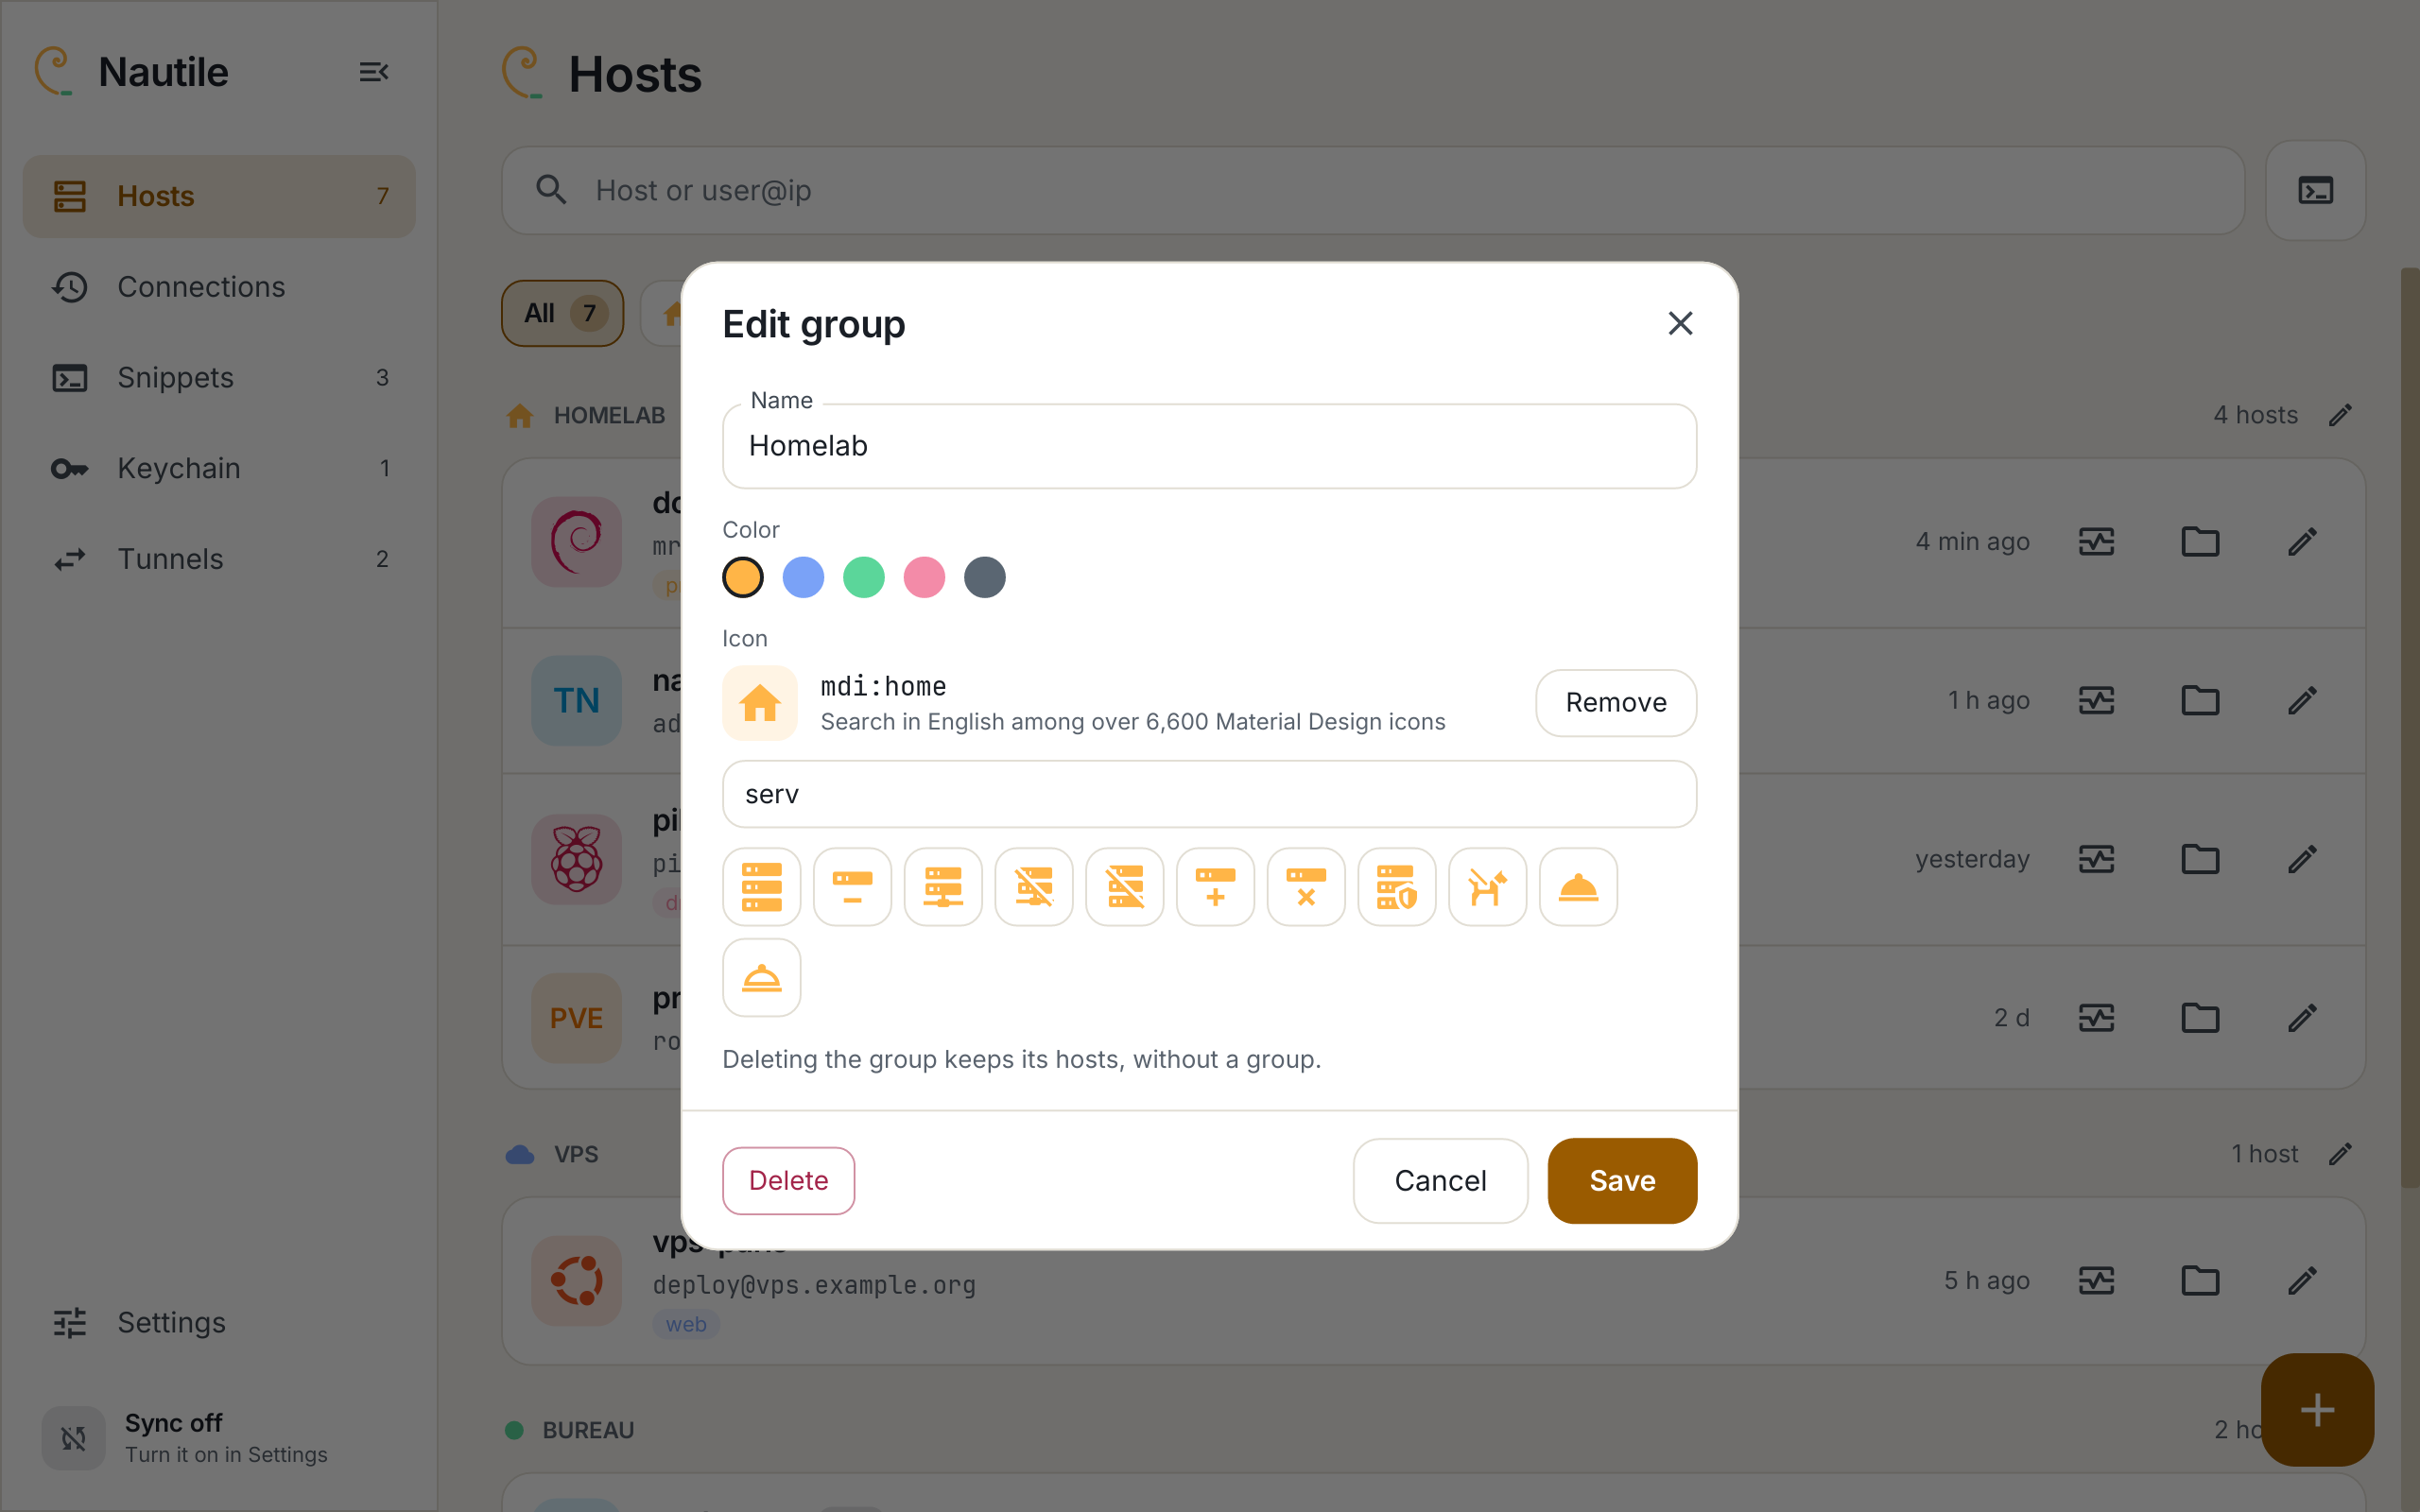 Nautile
Hosts 7
Connections
Snippets 3
Keychain 1
Tunnels 2
Settings
Sync off
Turn it on in Settings
Hosts
Host or user@ip
All 7
HOMELAB
4 hosts
4 min ago
TN
1 h ago
yesterday
PVE
2 d
VPS
1 host
deploy@vps.example.org
5 h ago
web
BUREAU
Edit group
Name
Homelab
Color
Icon
mdi:home
Search in English among over 6,600 Material Design icons
Remove
serv
Deleting the group keeps its hosts, without a group.
Delete
Cancel
Save